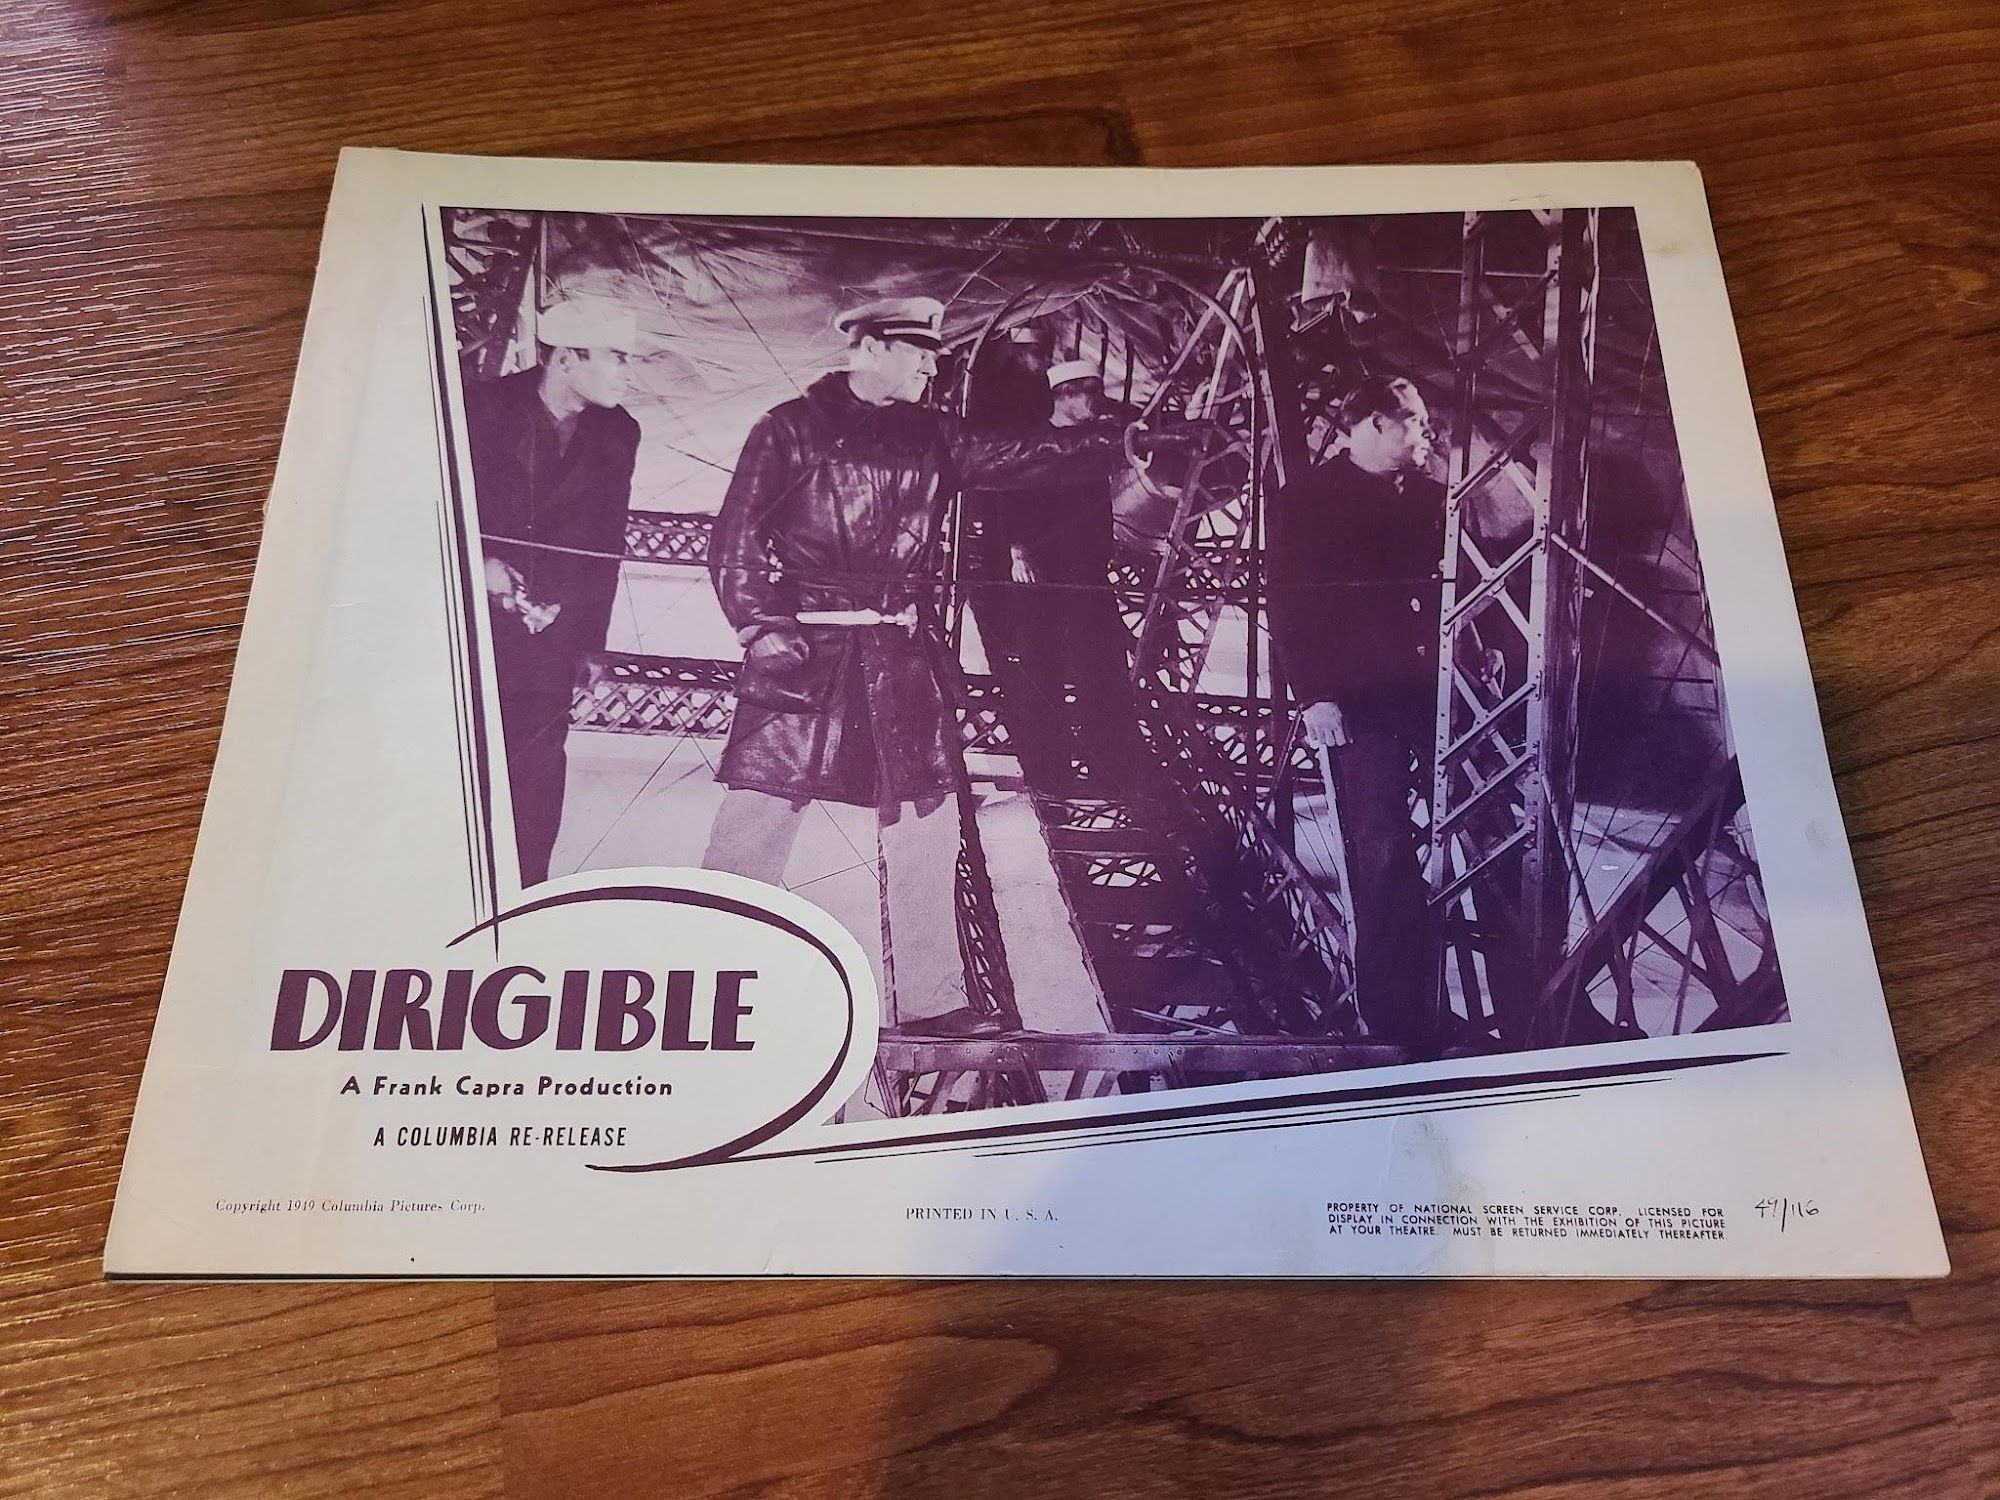 DIRIGIBLE
A Frank Capra Production
A COLUMBIA RE-RELEASE
Copyright 1949 Columbia Pictures Corp.
PRINTED IN U. S. A.
PROPERTY OF NATIONAL SCREEN SERVICE CORP. LICENSED FOR
DISPLAY IN CONNECTION WITH THE EXHIBITION OF THIS PICTURE
AT YOUR THEATRE. MUST BE RETURNED IMMEDIATELY THEREAFTER
49/116